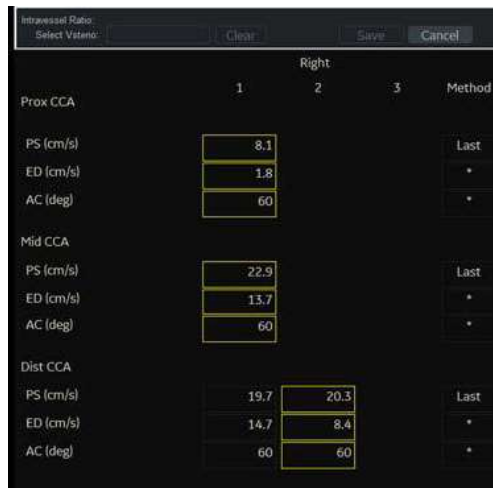 Intravessel Ratio:
Select Vsteno: Clear Save Cancel
Right
1 2 3 Method
Prox CCA
PS (cm/s) 8.1 Last
ED (cm/s) 1.8 *
AC (deg) 60 *
Mid CCA
PS (cm/s) 22.9 Last
ED (cm/s) 13.7 *
AC (deg) 60 *
Dist CCA
PS (cm/s) 19.7 20.3 Last
ED (cm/s) 14.7 8.4 *
AC (deg) 60 60 *